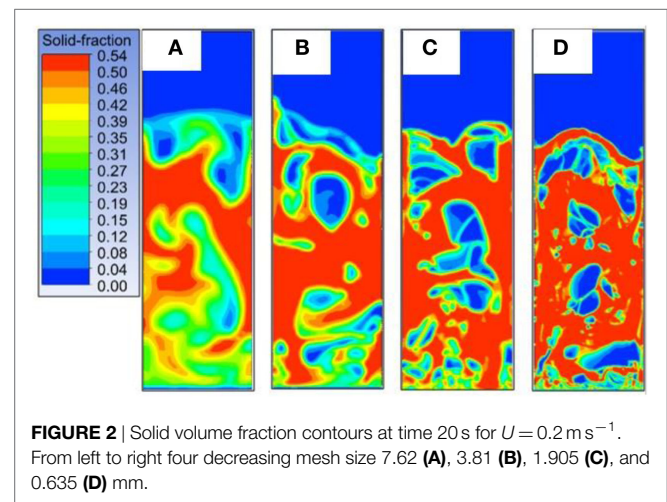 Solid-fraction
A
B
C
D
0.54
0.50
0.46
0.42
0.39
0.35
0.31
0.27
0.23
0.19
0.15
0.12
0.08
0.04
0.00
FIGURE 2 | Solid volume fraction contours at time 20 s for U = 0.2 m s⁻¹.
From left to right four decreasing mesh size 7.62 (A), 3.81 (B), 1.905 (C), and
0.635 (D) mm.